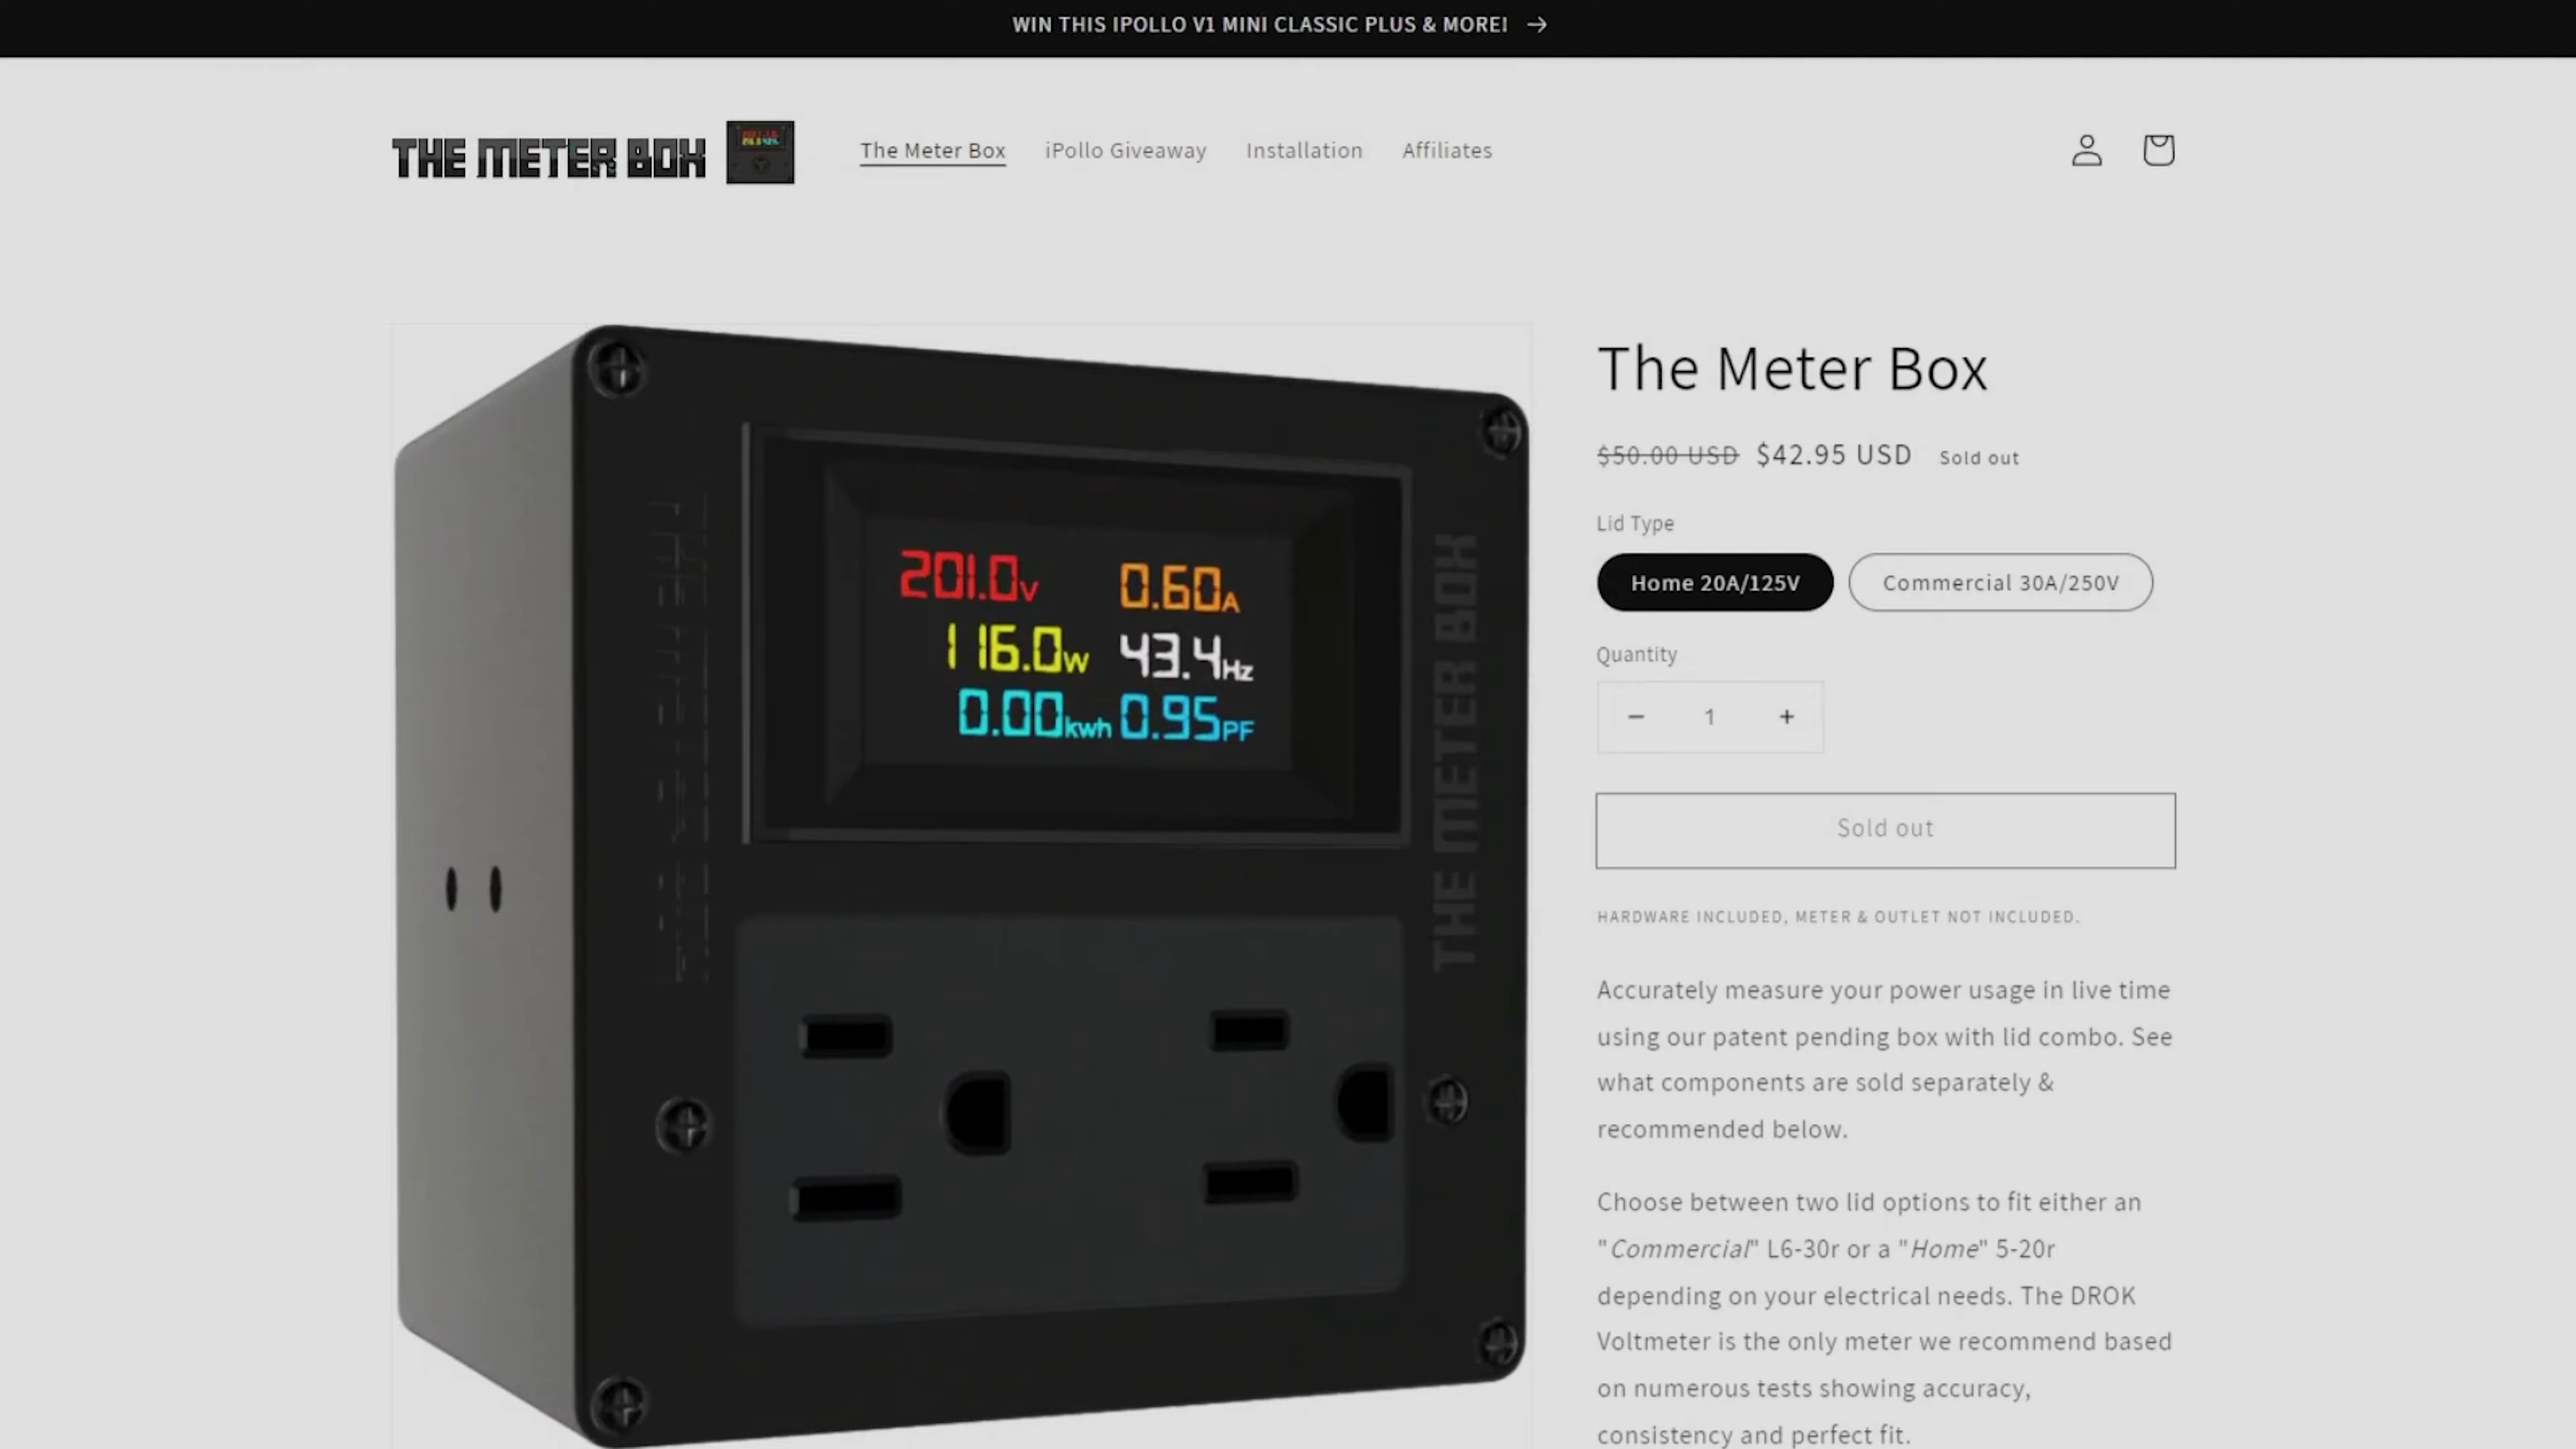 WIN THIS IPOLLO V1 MINI CLASSIC PLUS & MORE! →
THE METER BOX
The Meter Box
iPollo Giveaway
Installation
Affiliates
The Meter Box
$50.00 USD $42.95 USD Sold out
Lid Type
Home 20A/125V
Commercial 30A/250V
Quantity
− 1 +
Sold out
HARDWARE INCLUDED, METER & OUTLET NOT INCLUDED.
Accurately measure your power usage in live time
using our patent pending box with lid combo. See
what components are sold separately &
recommended below.
Choose between two lid options to fit either an
"Commercial" L6-30r or a "Home" 5-20r
depending on your electrical needs. The DROK
Voltmeter is the only meter we recommend based
on numerous tests showing accuracy,
consistency and perfect fit.
201.0V 0.60A
116.0W 43.4Hz
0.00kwh 0.95PF
THE METER BOX